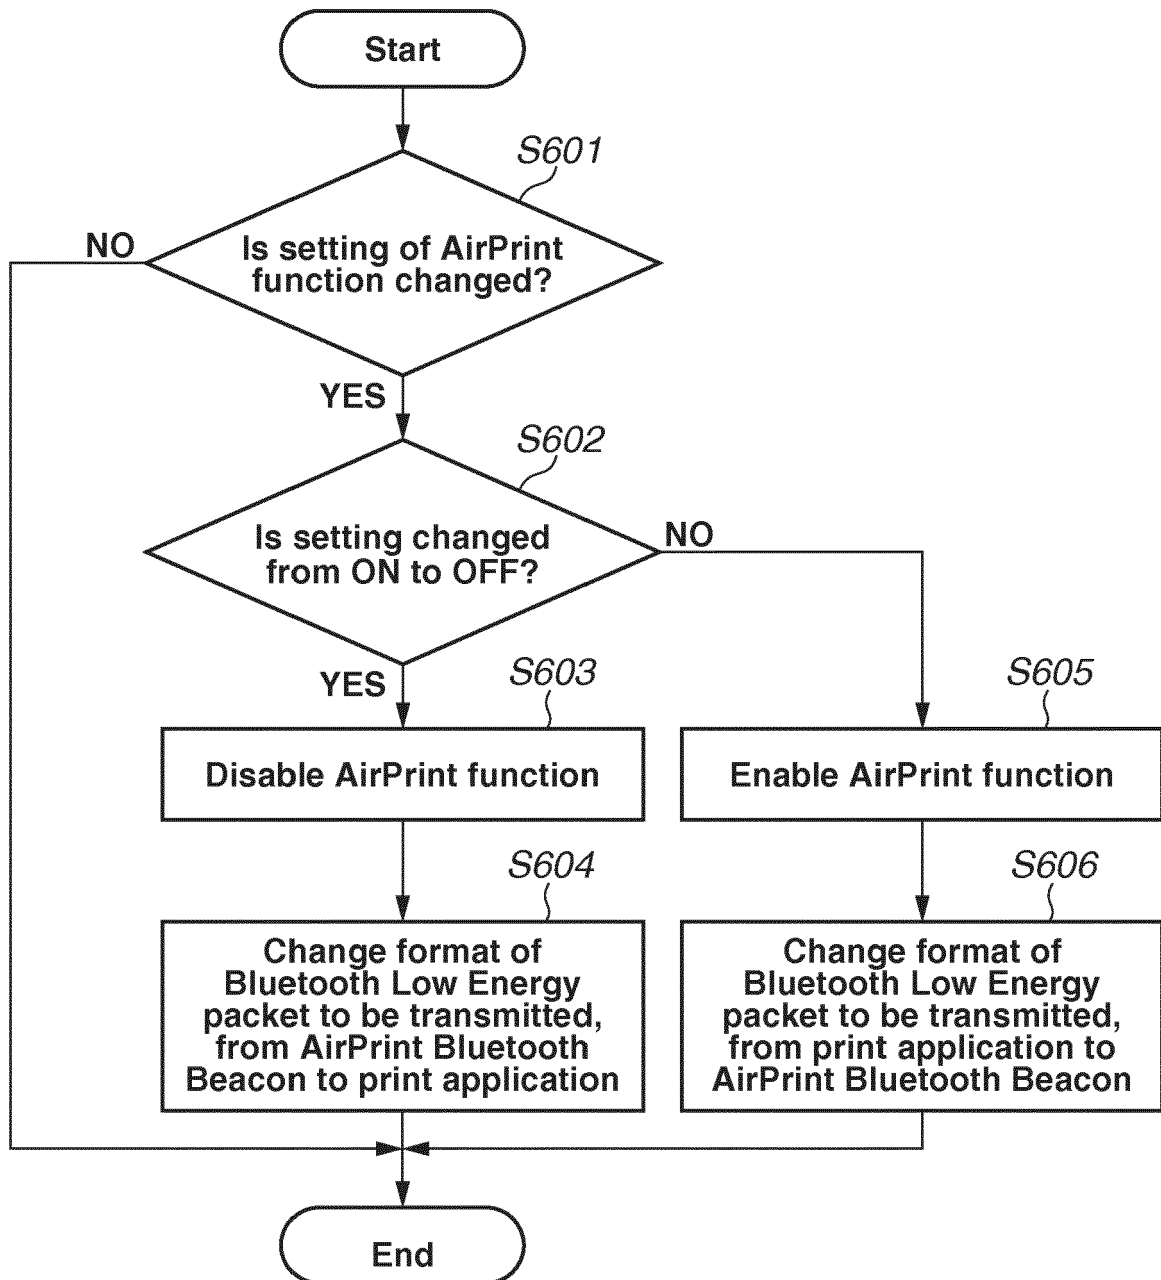 Start
S601
Is setting of AirPrint
function changed?
NO
YES
S602
Is setting changed
from ON to OFF?
NO
YES
S603
Disable AirPrint function
S605
Enable AirPrint function
S604
Change format of
Bluetooth Low Energy
packet to be transmitted,
from AirPrint Bluetooth
Beacon to print application
S606
Change format of
Bluetooth Low Energy
packet to be transmitted,
from print application to
AirPrint Bluetooth Beacon
End